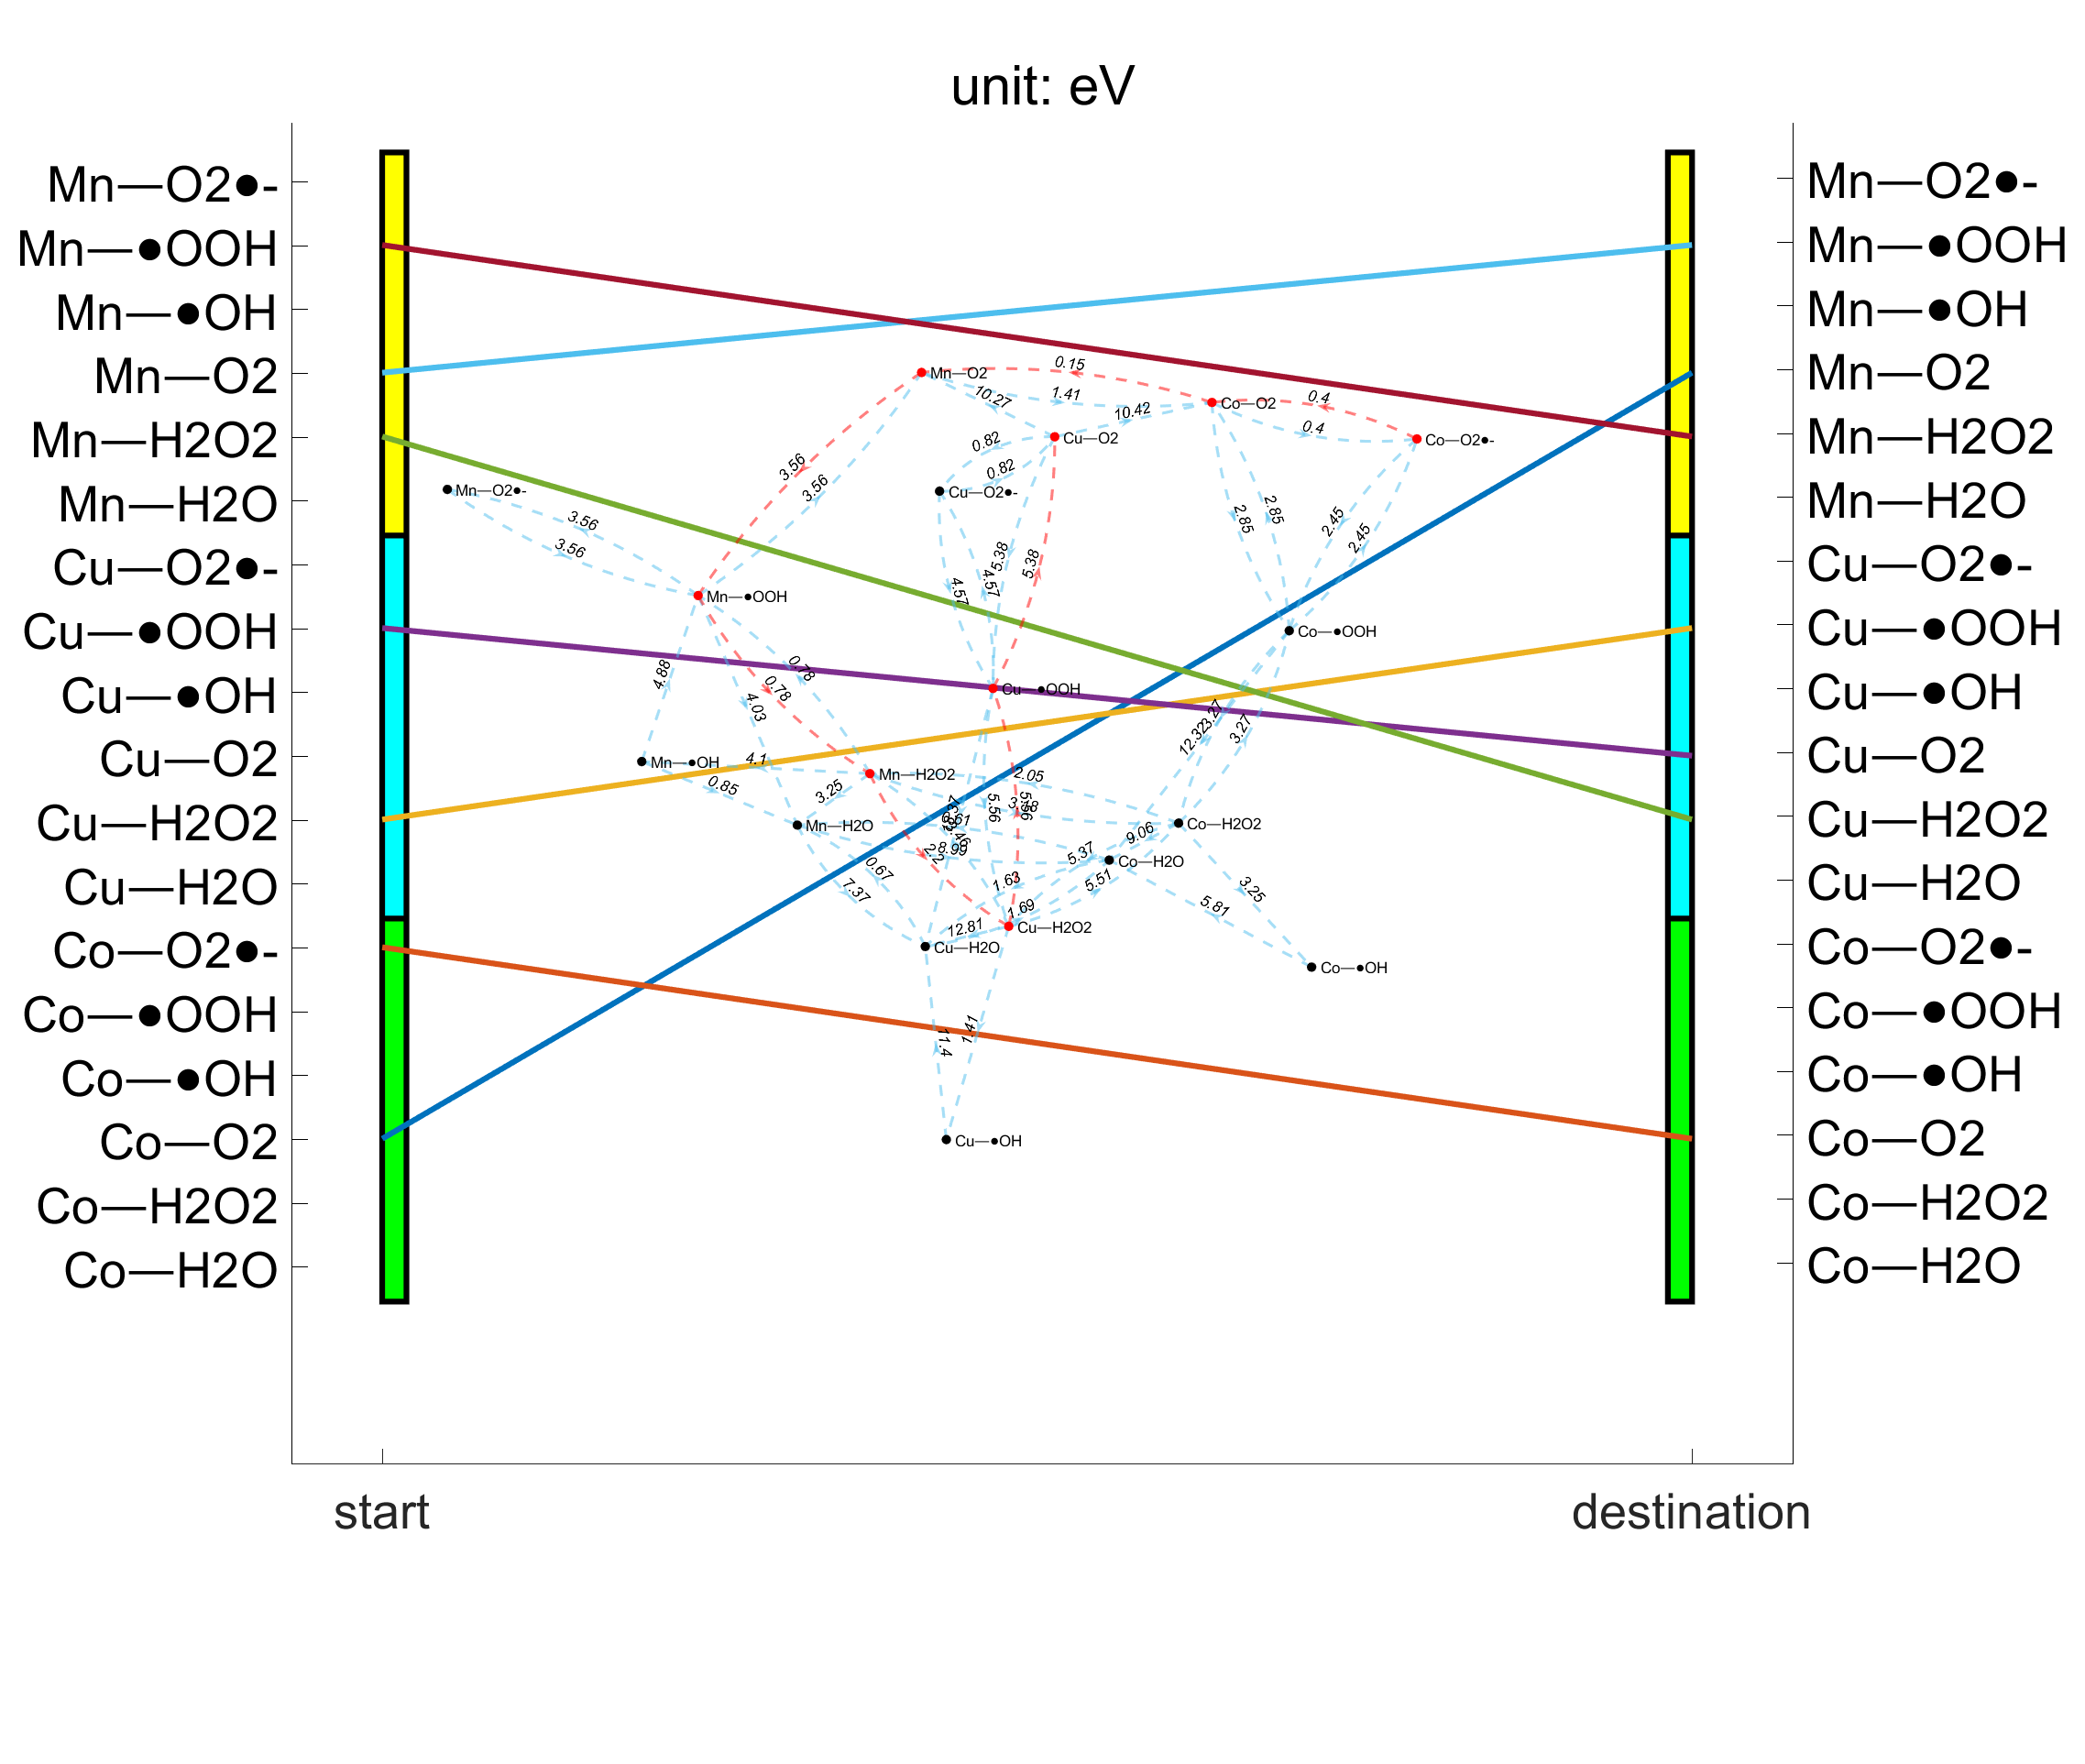 unit: eV
Mn—O2●-
Mn—●OOH
Mn—●OH
Mn—O2
Mn—H2O2
Mn—H2O
Cu—O2●-
Cu—●OOH
Cu—●OH
Cu—O2
Cu—H2O2
Cu—H2O
Co—O2●-
Co—●OOH
Co—●OH
Co—O2
Co—H2O2
Co—H2O
Mn—O2●-
Mn—●OOH
Mn—●OH
Mn—O2
Mn—H2O2
Mn—H2O
Cu—O2●-
Cu—●OOH
Cu—●OH
Cu—O2
Cu—H2O2
Cu—H2O
Co—O2●-
Co—●OOH
Co—●OH
Co—O2
Co—H2O2
Co—H2O
0.15
Mn—O2
10.27
1.41
10.42
Co—O2
0.4
0.4
Co—O2●-
Cu—O2
0.82
0.82
Cu—O2●-
3.56
3.56
Mn—O2●-
3.56
3.56
2.85
2.85
2.45
2.45
5.38
5.38
4.57
4.57
Mn—●OOH
Co—●OOH
4.88
0.78
0.78
4.03
Cu—●OOH
12.32
3.27
3.27
Mn—●OH
4.1
0.85
Mn—H2O2
2.05
3.25
5.56
5.56
Mn—H2O
Co—H2O2
9.06
8.99
2.2
5.37
Co—H2O
0.67
7.37
1.63
5.51
3.25
5.81
1.69
12.81
Cu—H2O2
Cu—H2O
Co—●OH
11.4
1.41
Cu—●OH
start
destination